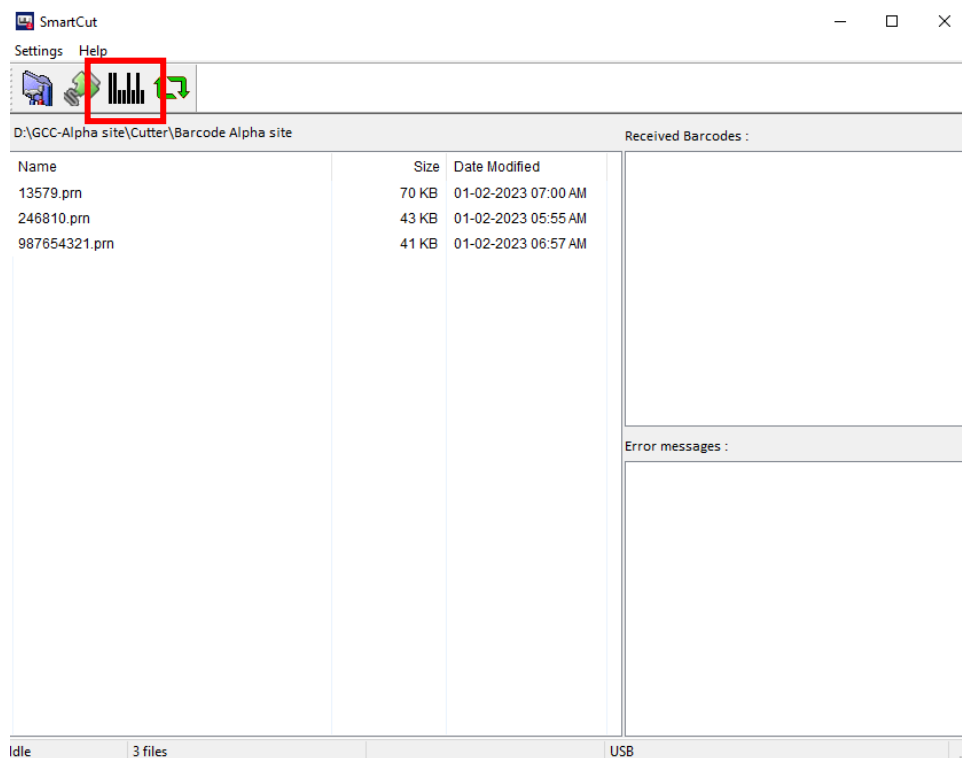 SmartCut
Settings Help
D:\GCC-Alpha site\Cutter\Barcode Alpha site
Received Barcodes :
Name Size Date Modified
13579.prn 70 KB 01-02-2023 07:00 AM
246810.prn 43 KB 01-02-2023 05:55 AM
987654321.prn 41 KB 01-02-2023 06:57 AM
Error messages :
Idle 3 files USB